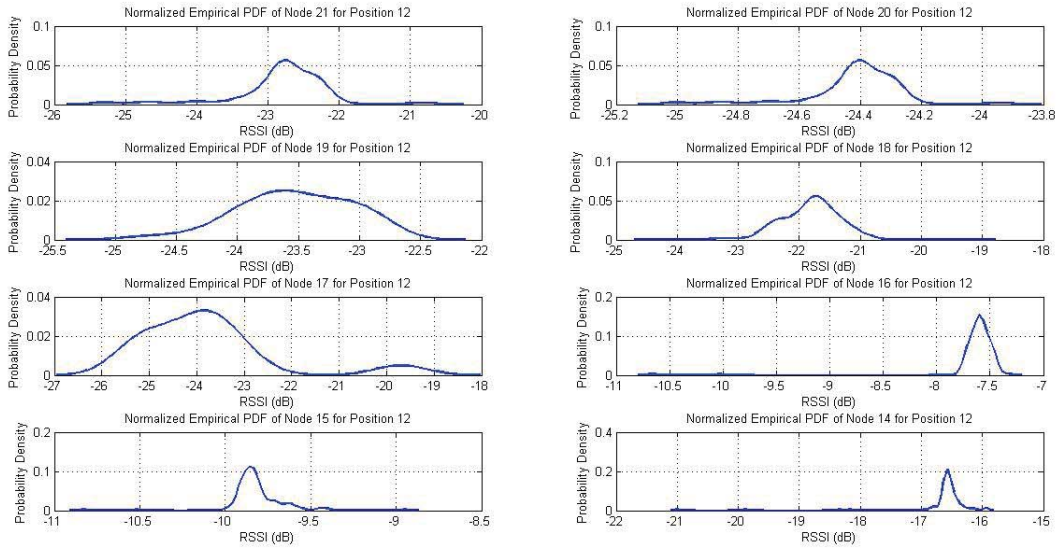 Normalized Empirical PDF of Node 21 for Position 12
Probability Density
0.1
0.05
0
-26 -25 -24 -23 -22 -21 -20
RSSI (dB)
Normalized Empirical PDF of Node 20 for Position 12
Probability Density
0.1
0.05
0
-25.2 -25 -24.8 -24.6 -24.4 -24.2 -24 -23.8
RSSI (dB)
Normalized Empirical PDF of Node 19 for Position 12
Probability Density
0.04
0.02
0
-25.5 -25 -24.5 -24 -23.5 -23 -22.5 -22
RSSI (dB)
Normalized Empirical PDF of Node 18 for Position 12
Probability Density
0.1
0.05
0
-25 -24 -23 -22 -21 -20 -19 -18
RSSI (dB)
Normalized Empirical PDF of Node 17 for Position 12
Probability Density
0.04
0.02
0
-27 -26 -25 -24 -23 -22 -21 -20 -19 -18
RSSI (dB)
Normalized Empirical PDF of Node 16 for Position 12
Probability Density
0.2
0.1
0
-11 -10.5 -10 -9.5 -9 -8.5 -8 -7.5 -7
RSSI (dB)
Normalized Empirical PDF of Node 15 for Position 12
Probability Density
0.2
0.1
0
-11 -10.5 -10 -9.5 -9 -8.5
RSSI (dB)
Normalized Empirical PDF of Node 14 for Position 12
Probability Density
0.4
0.2
0
-22 -21 -20 -19 -18 -17 -16 -15
RSSI (dB)